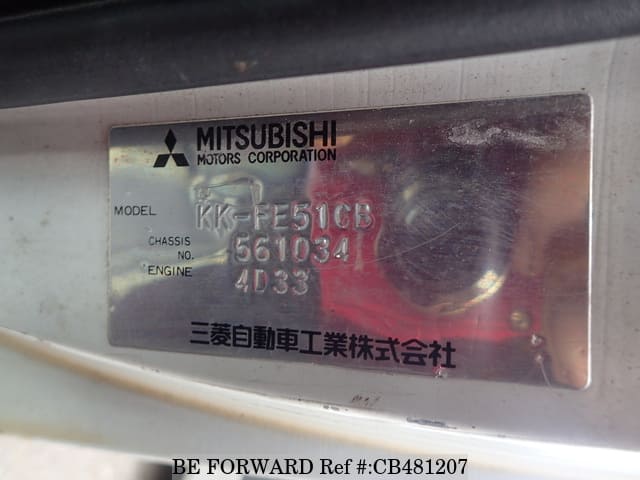 MITSUBISHI
MOTORS CORPORATION
MODEL KK-FE51CB
CHASSIS NO. 561034
ENGINE 4D33
三菱自動車工業株式会社
BE FORWARD Ref #:CB481207